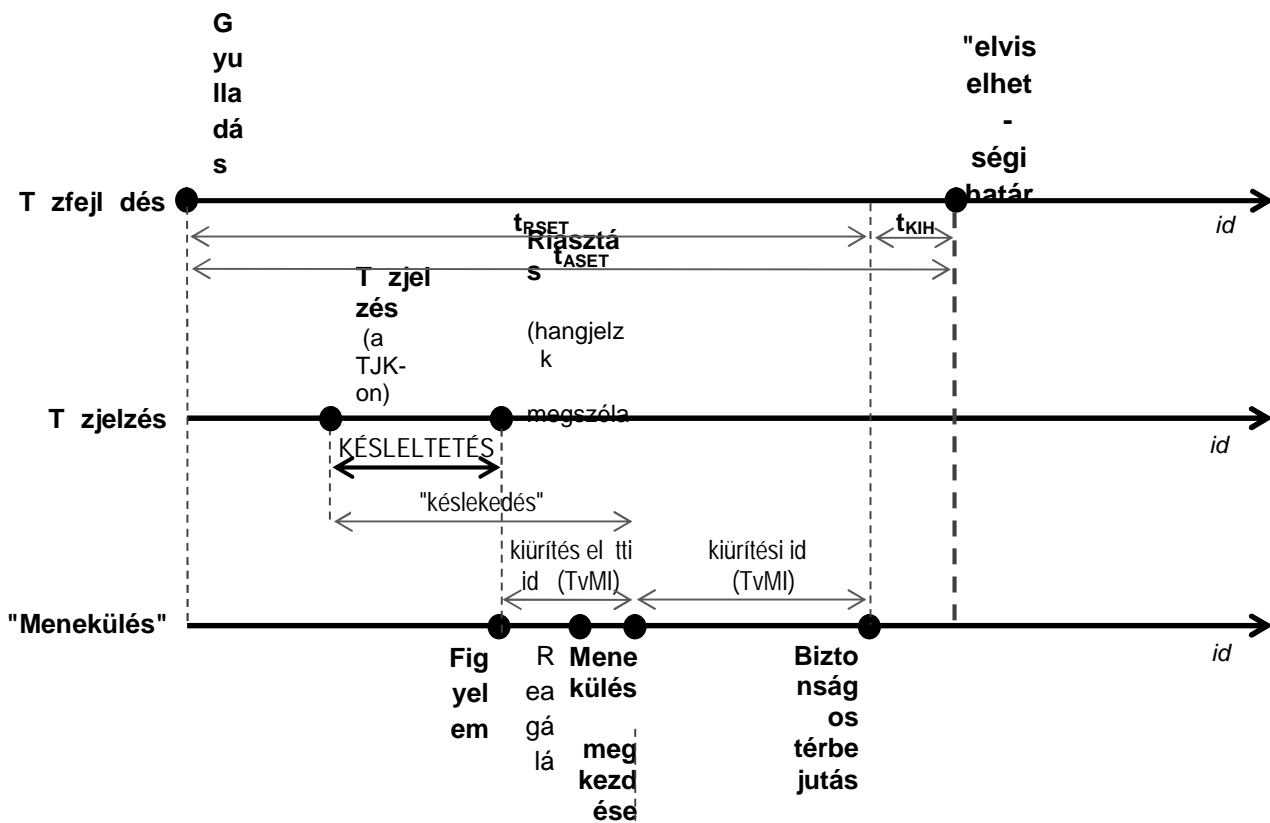 G
yu
lla
dá
s
"elvis
elhet
-
ségi
határ
T zfejl dés
id
tRSET
tKIH
Riasztá
s
tASET
T zjel
zés
(a
TJK-
on)
(hangjelz
k
megszóla
T zjelzés
id
KÉSLELTETÉS
"késlekedés"
kiürítés el tti
id (TvMI)
kiürítési id
(TvMI)
"Menekülés"
id
Fig
yel
em
R
ea
gá
lá
Mene
külés
meg
kezd
ése
Bizto
nság
os
térbe
jutás